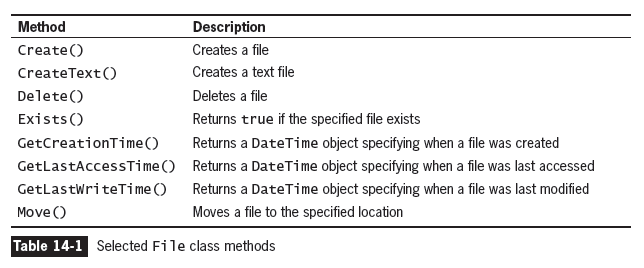 Method Description
Create() Creates a file
CreateText() Creates a text file
Delete() Deletes a file
Exists() Returns true if the specified file exists
GetCreationTime() Returns a DateTime object specifying when a file was created
GetLastAccessTime() Returns a DateTime object specifying when a file was last accessed
GetLastWriteTime() Returns a DateTime object specifying when a file was last modified
Move() Moves a file to the specified location
Table 14-1 Selected File class methods